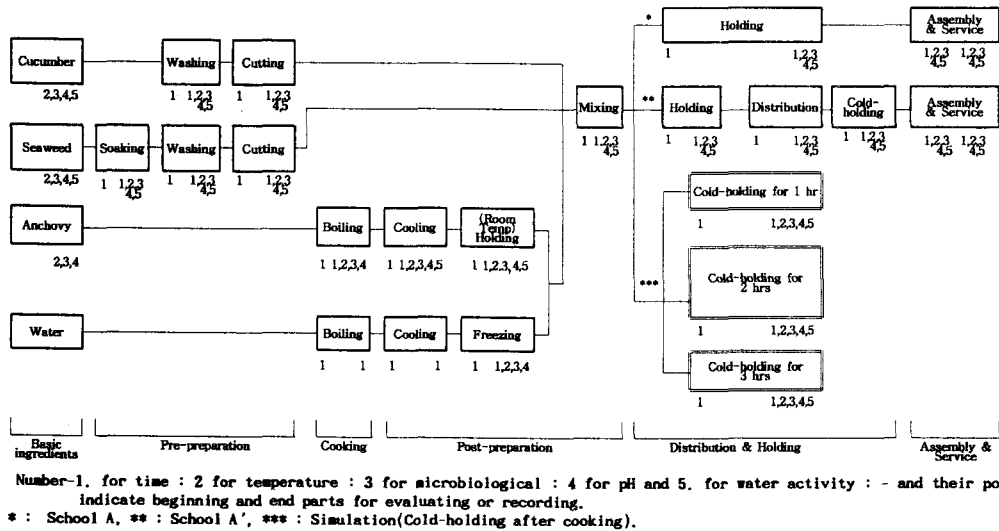 * Holding Assembly & Service
1 1,2,3 4,5 1,2,3 4,5 1,2,3 4,5
Cucumber Washing Cutting
2,3,4,5 1 1,2,3 4,5 1 1,2,3 4,5
Mixing ** Holding Distribution Cold-holding Assembly & Service
1 1,2,3 4,5 1 1,2,3 4,5 1 1,2,3 4,5 1 1,2,3 4,5 1,2,3 4,5 1,2,3 4,5
Seaweed Soaking Washing Cutting
2,3,4,5 1 1,2,3 4,5 1 1,2,3 4,5 1 1,2,3 4,5
Cold-holding for 1 hr
1 1,2,3,4,5
Anchovy Boiling Cooling (Room Temp) Holding
2,3,4 1 1,2,3,4 1 1,2,3,4,5 1 1,2,3,4,5
*** Cold-holding for 2 hrs
1 1,2,3,4,5
Water Boiling Cooling Freezing
1 1 1 1 1 1,2,3,4
Cold-holding for 3 hrs
1 1,2,3,4,5
Basic ingredients Pre-preparation Cooking Post-preparation Distribution & Holding Assembly & Service
Number-1. for time : 2 for temperature : 3 for microbiological : 4 for pH and 5. for water activity : - and their po
indicate beginning and end parts for evaluating or recording.
* : School A, ** : School A′, *** : Simulation(Cold-holding after cooking).